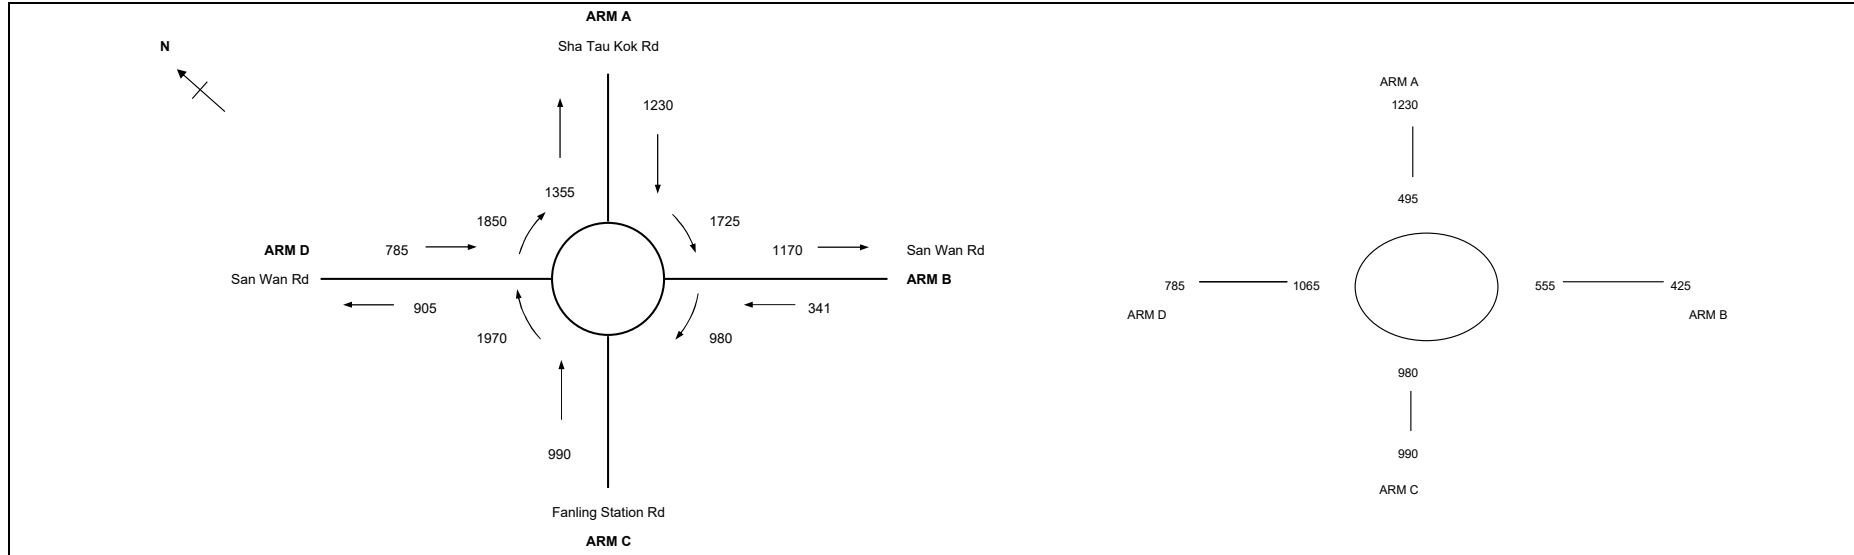 ARM A
Sha Tau Kok Rd
N
1230
1355
1850
1725
ARM D
785
1170
San Wan Rd
San Wan Rd
ARM B
905
341
1970
980
990
Fanling Station Rd
ARM C
ARM A
1230
495
785
1065
555
425
ARM D
ARM B
980
990
ARM C